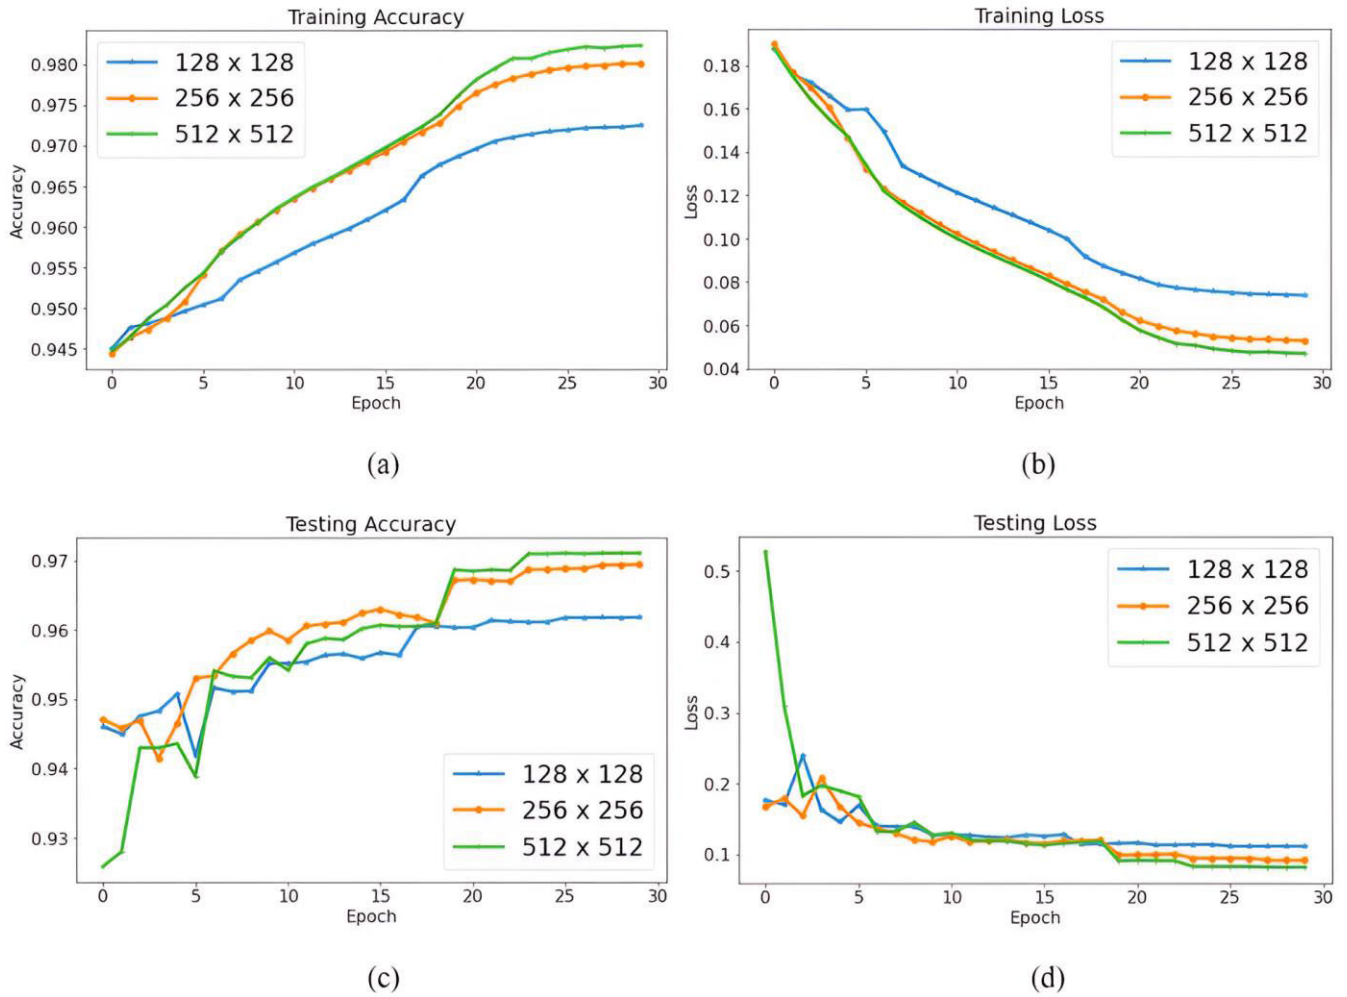 Training Accuracy
Accuracy
0.980
0.975
0.970
0.965
0.960
0.955
0.950
0.945
128 x 128
256 x 256
512 x 512
0 5 10 15 20 25 30
Epoch
(a)
Training Loss
Loss
0.18
0.16
0.14
0.12
0.10
0.08
0.06
0.04
128 x 128
256 x 256
512 x 512
0 5 10 15 20 25 30
Epoch
(b)
Testing Accuracy
Accuracy
0.97
0.96
0.95
0.94
0.93
128 x 128
256 x 256
512 x 512
0 5 10 15 20 25 30
Epoch
(c)
Testing Loss
Loss
0.5
0.4
0.3
0.2
0.1
128 x 128
256 x 256
512 x 512
0 5 10 15 20 25 30
Epoch
(d)